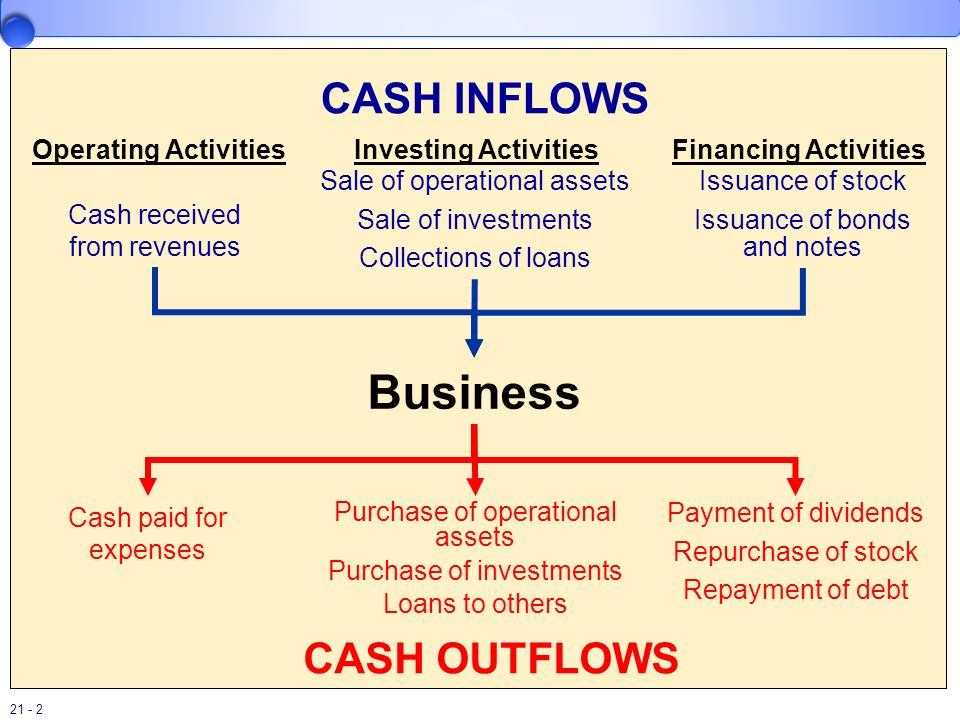 CASH INFLOWS
Operating Activities
Cash received
from revenues
Investing Activities
Sale of operational assets
Sale of investments
Collections of loans
Financing Activities
Issuance of stock
Issuance of bonds
and notes
Business
Cash paid for
expenses
Purchase of operational
assets
Purchase of investments
Loans to others
Payment of dividends
Repurchase of stock
Repayment of debt
CASH OUTFLOWS
21 - 2